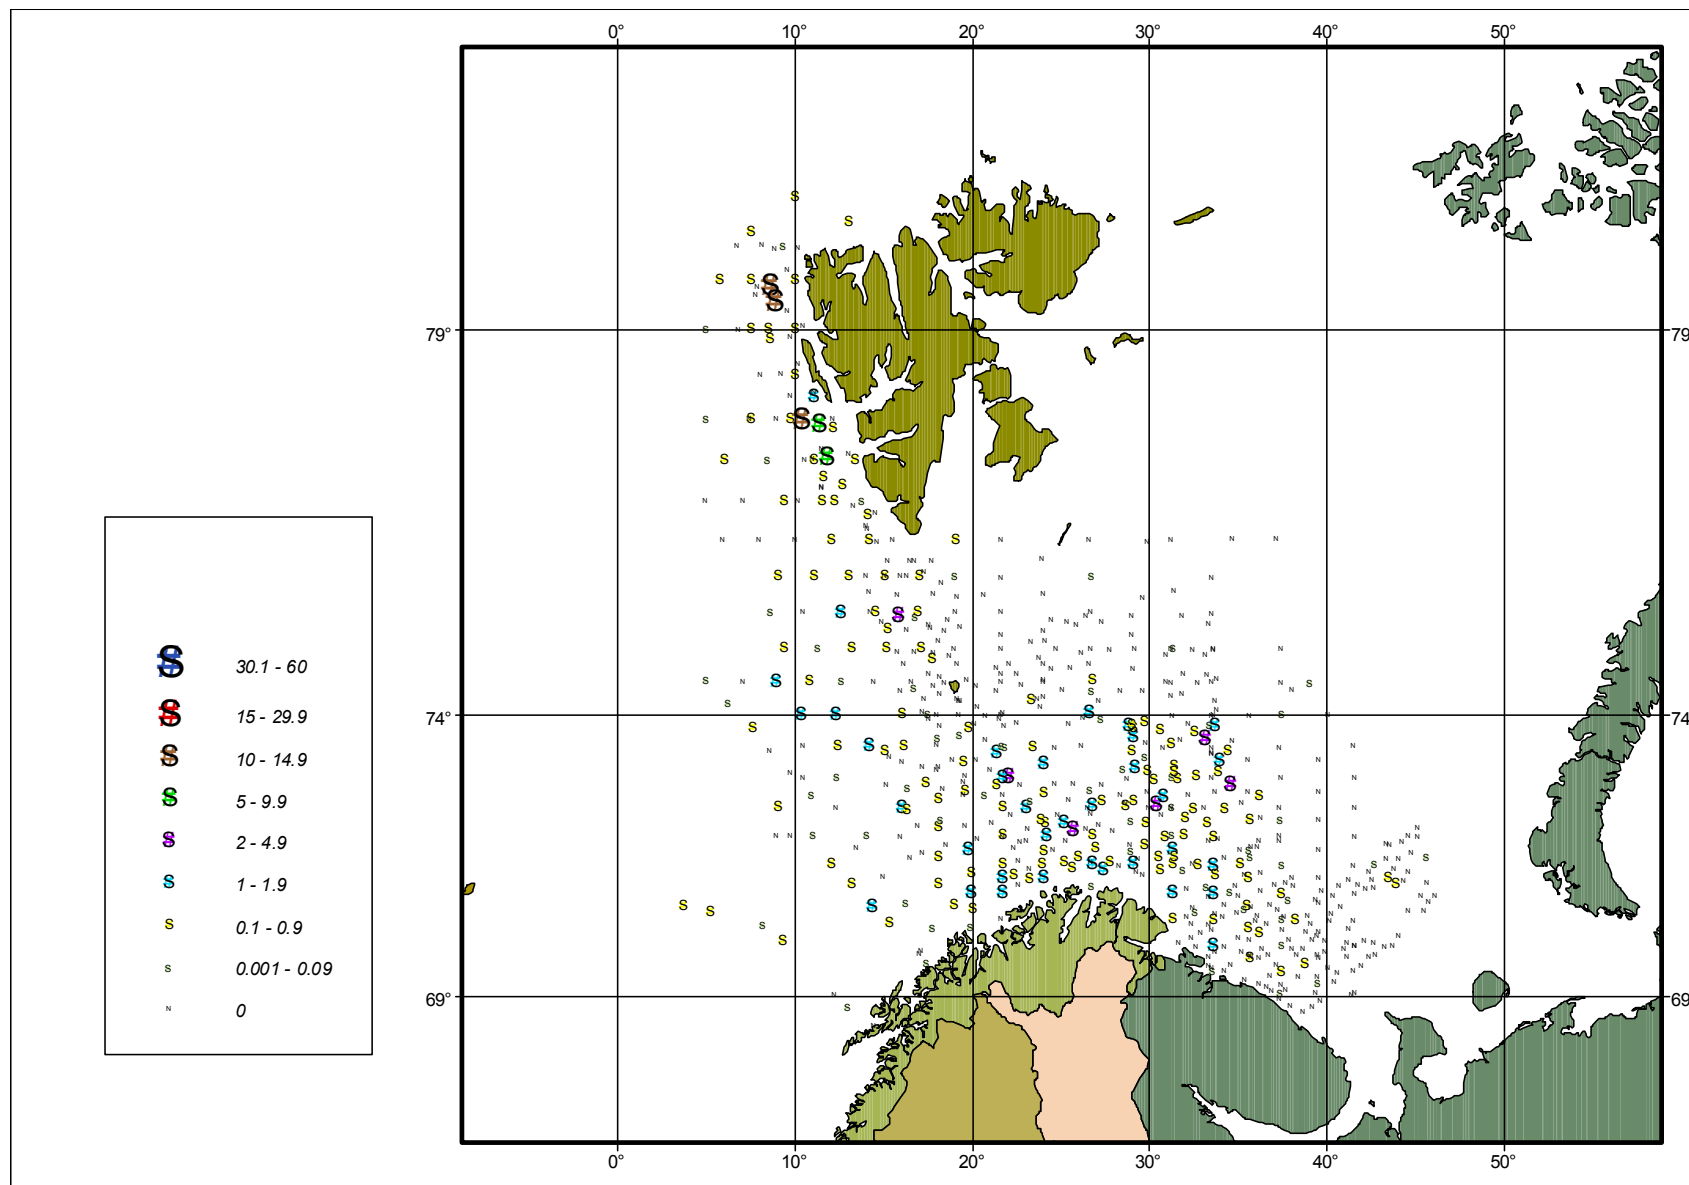 0° 10° 20° 30° 40° 50°
79° 79
74° 74
69° 69
S 30.1 - 60
S 15 - 29.9
S 10 - 14.9
S 5 - 9.9
S 2 - 4.9
S 1 - 1.9
S 0.1 - 0.9
S 0.001 - 0.09
N 0
0° 10° 20° 30° 40° 50°